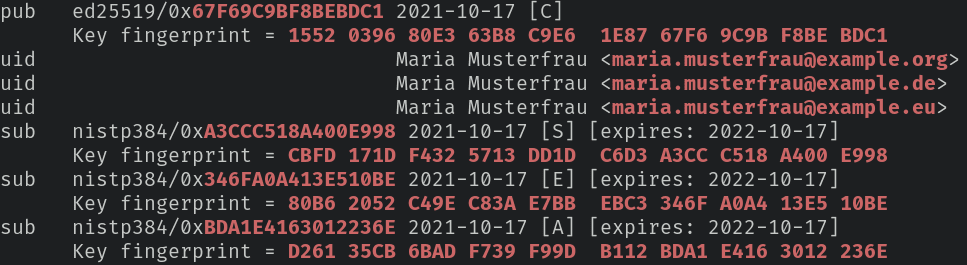 pub   ed25519/0x67F69C9BF8BEBDC1 2021-10-17 [C]
      Key fingerprint = 1552 0396 80E3 63B8 C9E6  1E87 67F6 9C9B F8BE BDC1
uid                              Maria Musterfrau <maria.musterfrau@example.org>
uid                              Maria Musterfrau <maria.musterfrau@example.de>
uid                              Maria Musterfrau <maria.musterfrau@example.eu>
sub   nistp384/0xA3CCC518A400E998 2021-10-17 [S] [expires: 2022-10-17]
      Key fingerprint = CBFD 171D F432 5713 DD1D  C6D3 A3CC C518 A400 E998
sub   nistp384/0x346FA0A413E510BE 2021-10-17 [E] [expires: 2022-10-17]
      Key fingerprint = 80B6 2052 C49E C83A E7BB  EBC3 346F A0A4 13E5 10BE
sub   nistp384/0xBDA1E4163012236E 2021-10-17 [A] [expires: 2022-10-17]
      Key fingerprint = D261 35CB 6BAD F739 F99D  B112 BDA1 E416 3012 236E